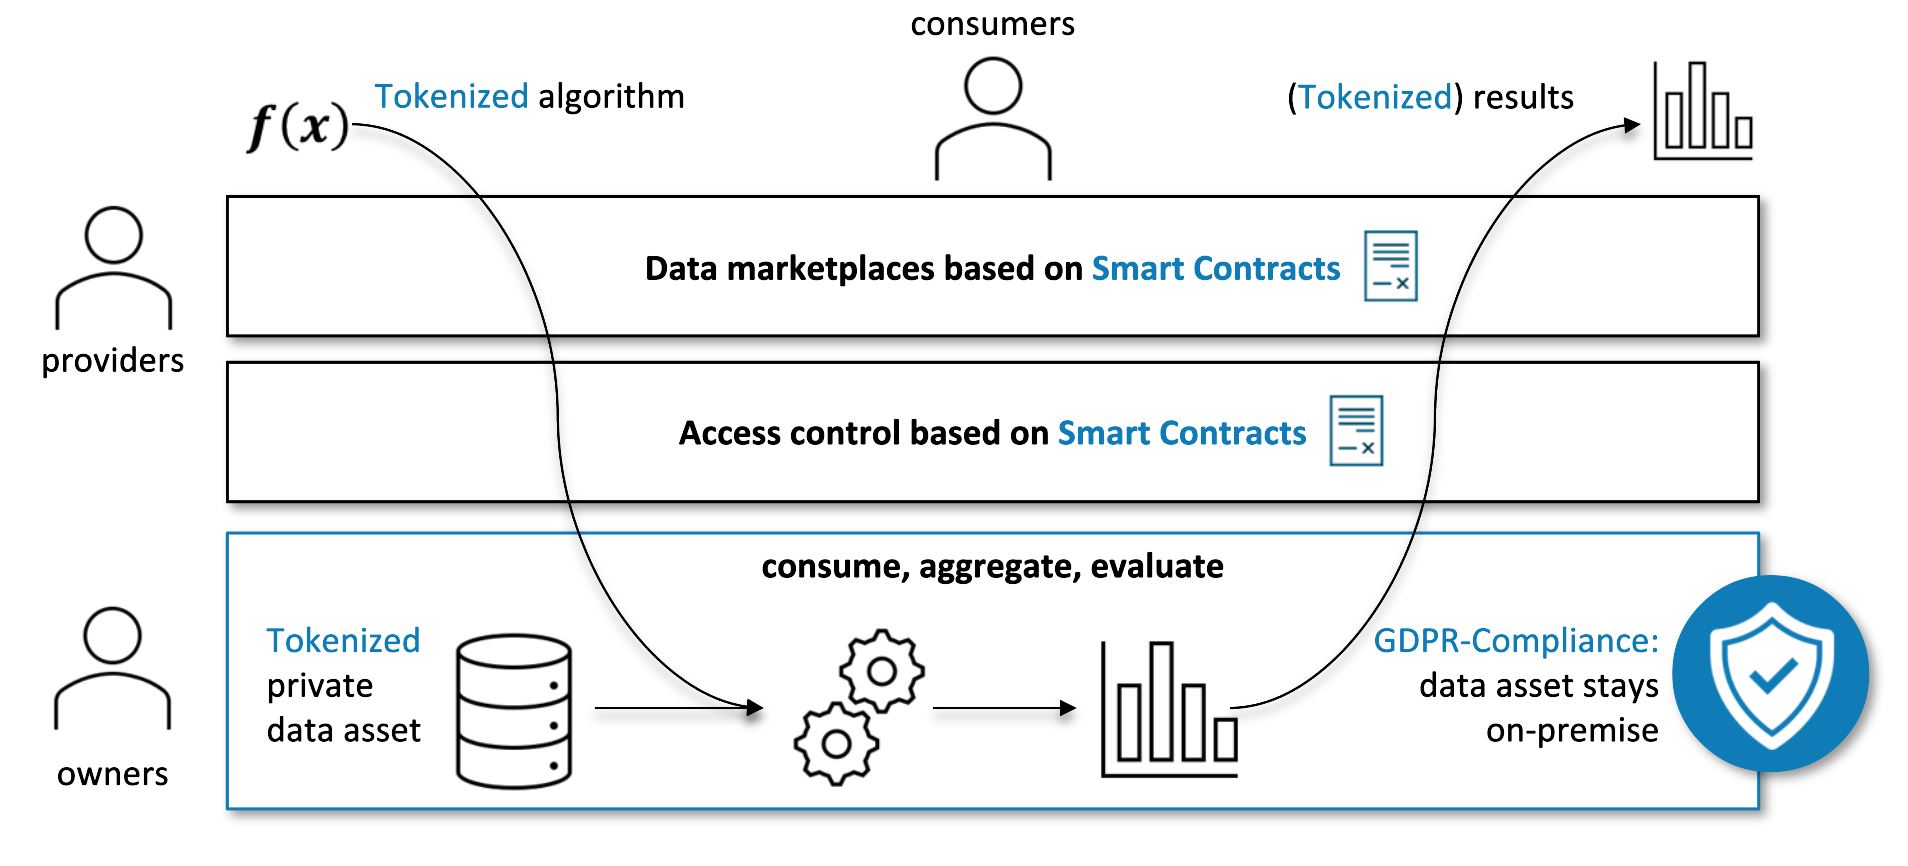 consumers
f(x)
Tokenized algorithm
(Tokenized) results
Data marketplaces based on Smart Contracts
providers
Access control based on Smart Contracts
consume, aggregate, evaluate
Tokenized
private
data asset
GDPR-Compliance:
data asset stays
on-premise
owners